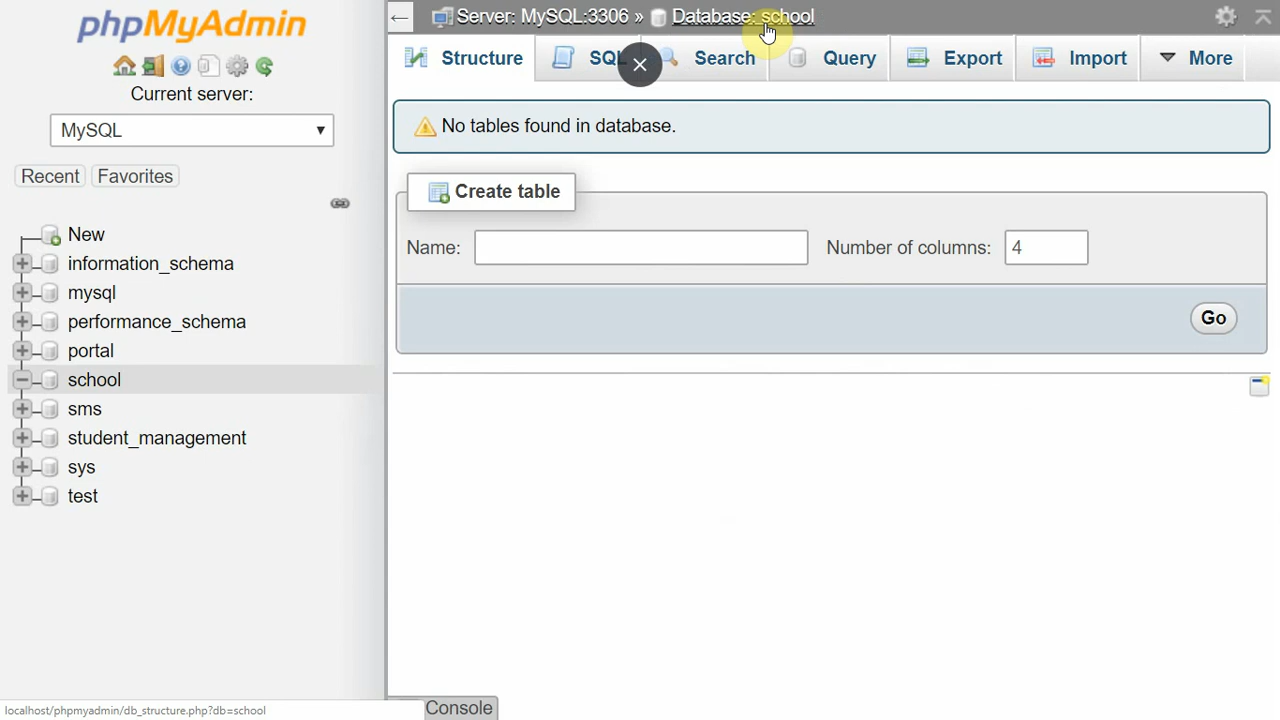 phpMyAdmin
Current server:
MySQL
Recent Favorites
New
information_schema
mysql
performance_schema
portal
school
sms
student_management
sys
test
localhost/phpmyadmin/db_structure.php?db=school
Server: MySQL:3306 » Database: school
Structure SQL Search Query Export Import More
No tables found in database.
Create table
Name: Number of columns: 4
Go
Console